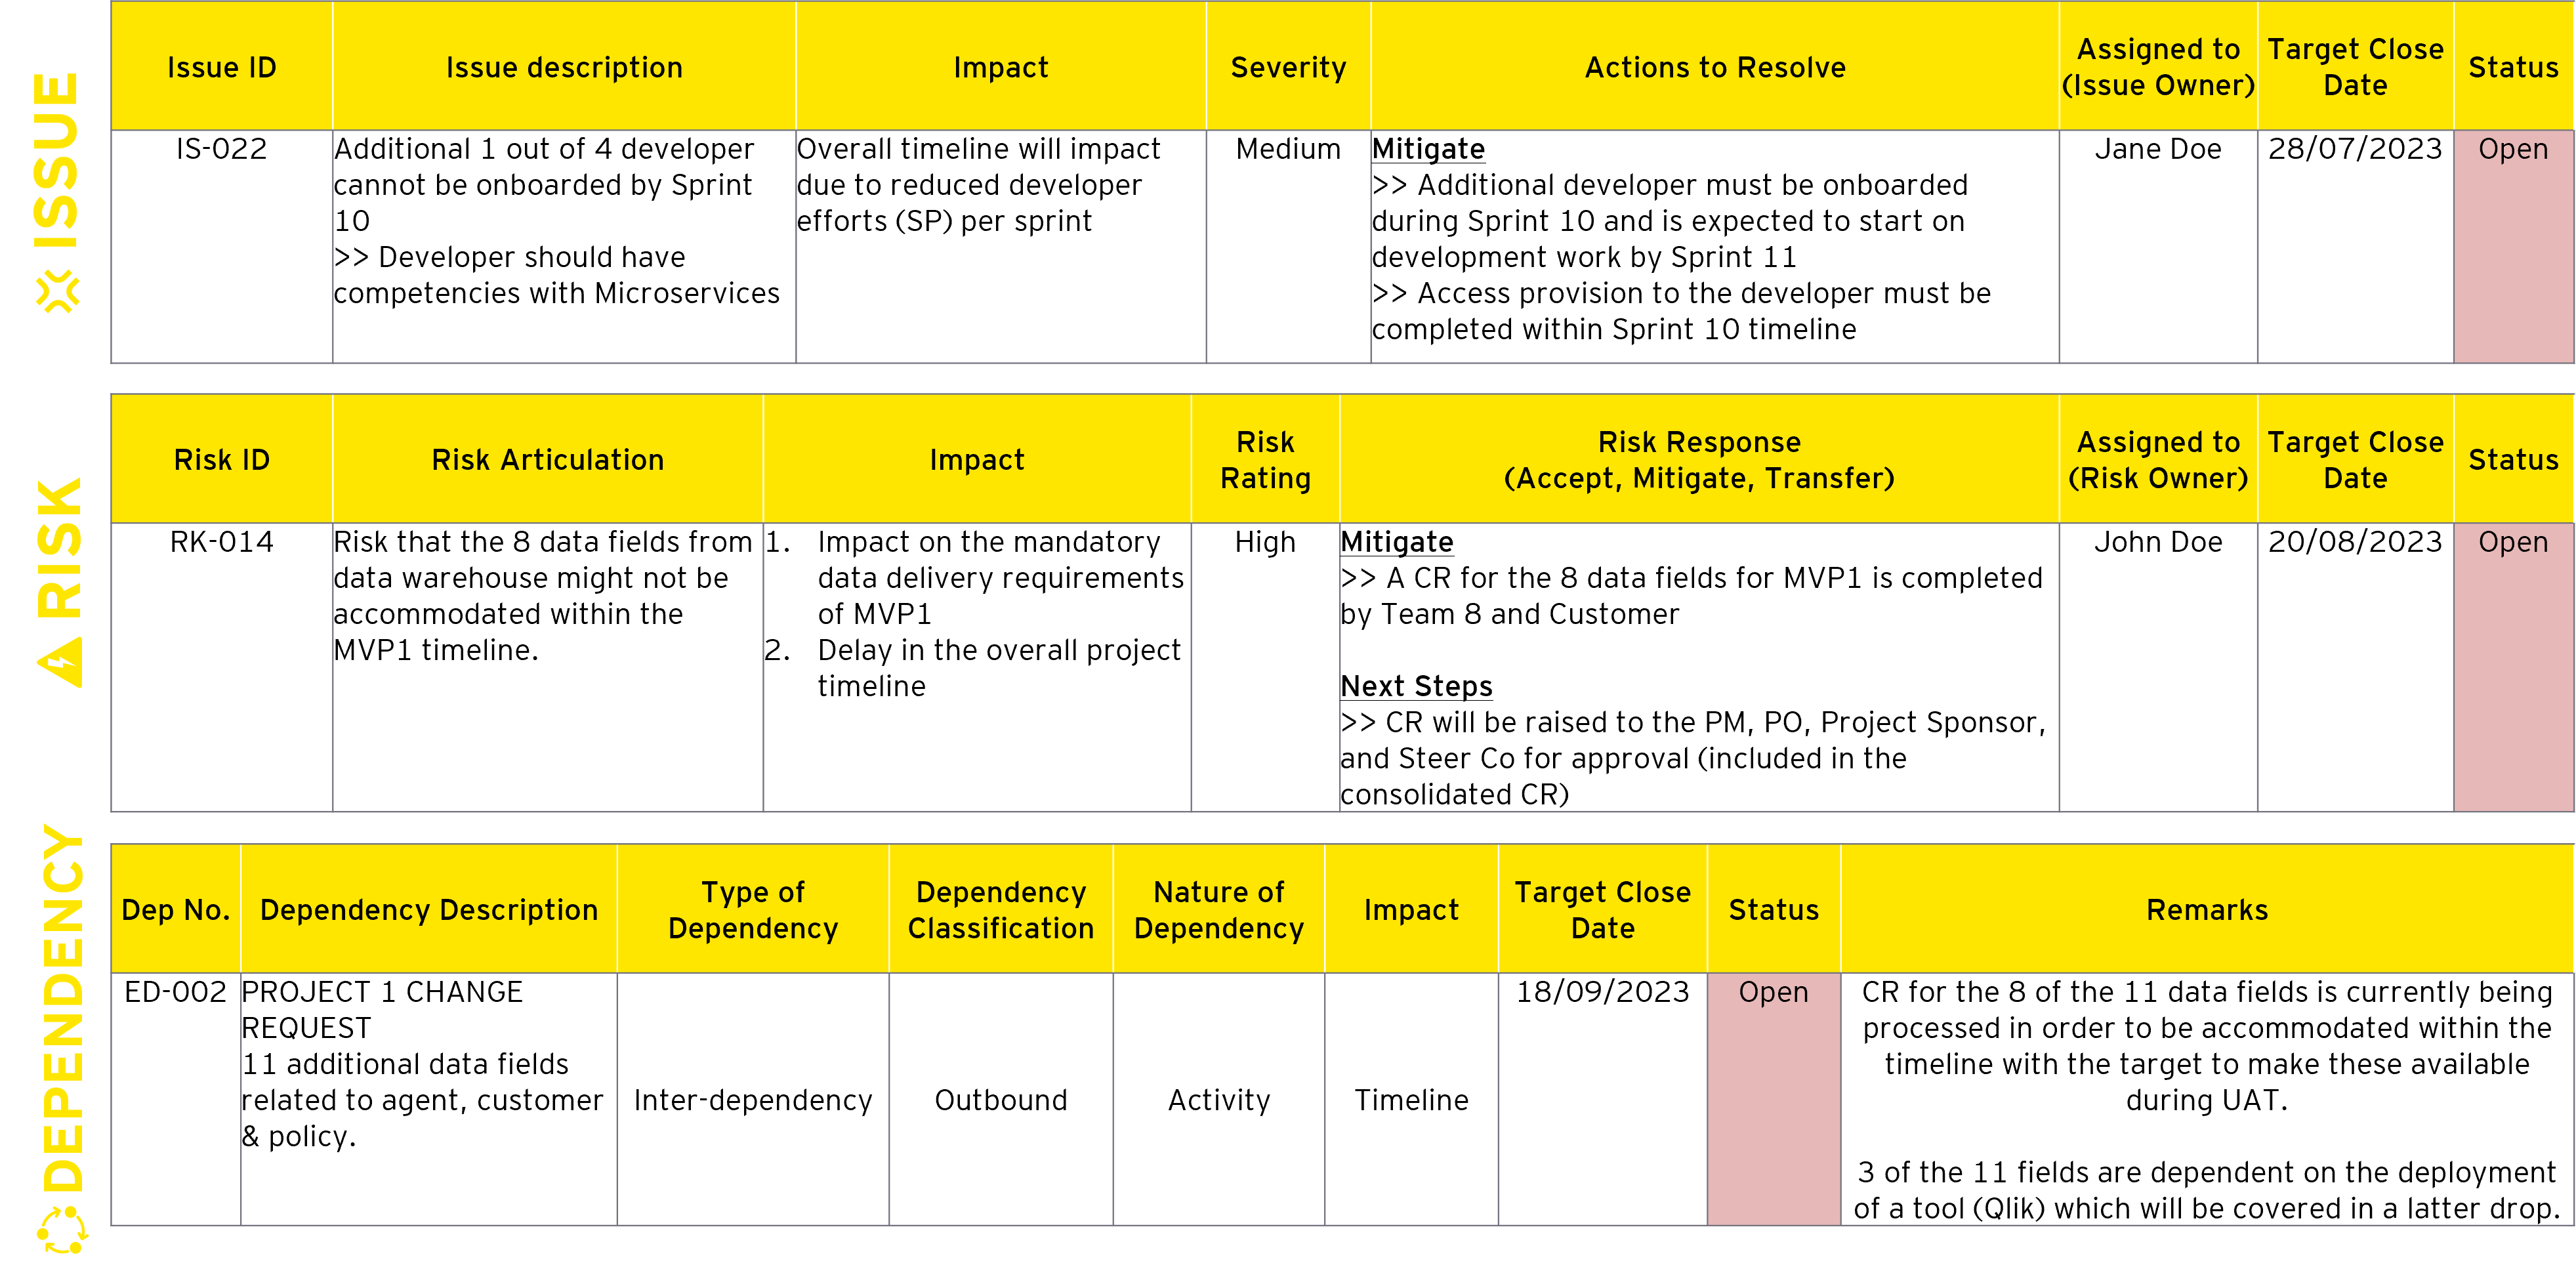 ISSUE
Issue ID
Issue description
Impact
Severity
Actions to Resolve
Assigned to
(Issue Owner)
Target Close
Date
Status
IS-022
Additional 1 out of 4 developer
cannot be onboarded by Sprint
10
>> Developer should have
competencies with Microservices
Overall timeline will impact
due to reduced developer
efforts (SP) per sprint
Medium
Mitigate
>> Additional developer must be onboarded
during Sprint 10 and is expected to start on
development work by Sprint 11
>> Access provision to the developer must be
completed within Sprint 10 timeline
Jane Doe
28/07/2023
Open
RISK
Risk ID
Risk Articulation
Impact
Risk
Rating
Risk Response
(Accept, Mitigate, Transfer)
Assigned to
(Risk Owner)
Target Close
Date
Status
RK-014
Risk that the 8 data fields from
data warehouse might not be
accommodated within the
MVP1 timeline.
1. Impact on the mandatory
data delivery requirements
of MVP1
2. Delay in the overall project
timeline
High
Mitigate
>> A CR for the 8 data fields for MVP1 is completed
by Team 8 and Customer
Next Steps
>> CR will be raised to the PM, PO, Project Sponsor,
and Steer Co for approval (included in the
consolidated CR)
John Doe
20/08/2023
Open
DEPENDENCY
Dep No.
Dependency Description
Type of
Dependency
Dependency
Classification
Nature of
Dependency
Impact
Target Close
Date
Status
Remarks
ED-002
PROJECT 1 CHANGE
REQUEST
11 additional data fields
related to agent, customer
& policy.
Inter-dependency
Outbound
Activity
Timeline
18/09/2023
Open
CR for the 8 of the 11 data fields is currently being
processed in order to be accommodated within the
timeline with the target to make these available
during UAT.
3 of the 11 fields are dependent on the deployment
of a tool (Qlik) which will be covered in a latter drop.